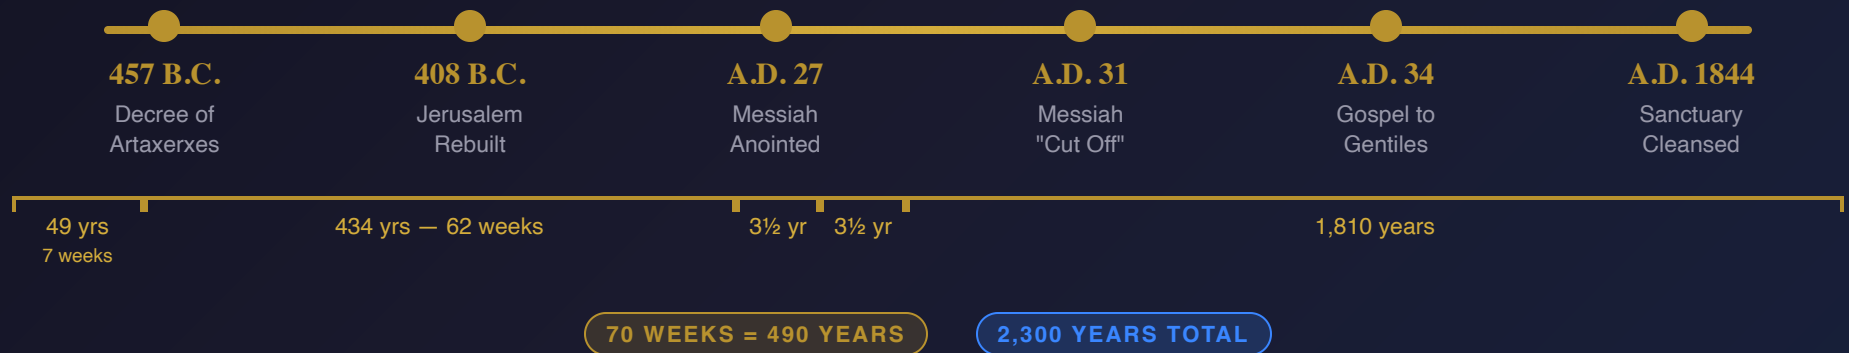 457 B.C.
Decree of
Artaxerxes
408 B.C.
Jerusalem
Rebuilt
A.D. 27
Messiah
Anointed
A.D. 31
Messiah
"Cut Off"
A.D. 34
Gospel to
Gentiles
A.D. 1844
Sanctuary
Cleansed
49 yrs
7 weeks
434 yrs — 62 weeks
3½ yr
3½ yr
1,810 years
70 WEEKS = 490 YEARS
2,300 YEARS TOTAL